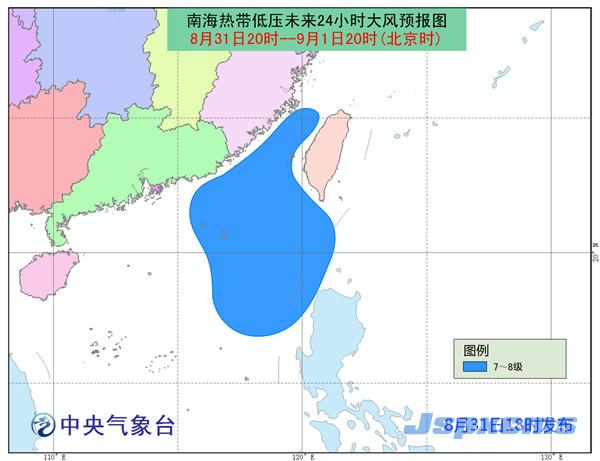 南海热带低压未来24小时大风预报图
8月31日20时--9月1日20时(北京时)
20° N
图例
7～8级
中央气象台
8月31日18时发布
110° E
120° E
130° E